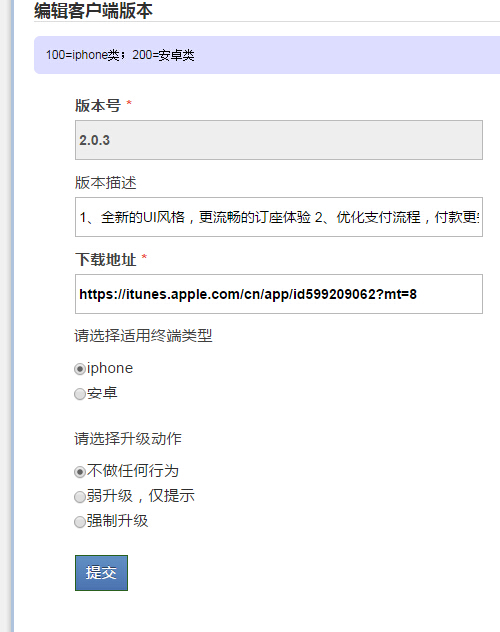 编辑客户端版本
100=iphone类；200=安卓类
版本号 *
2.0.3
版本描述
1、全新的UI风格，更流畅的订座体验 2、优化支付流程，付款更
下载地址 *
https://itunes.apple.com/cn/app/id599209062?mt=8
请选择适用终端类型
iphone
安卓
请选择升级动作
不做任何行为
弱升级，仅提示
强制升级
提交